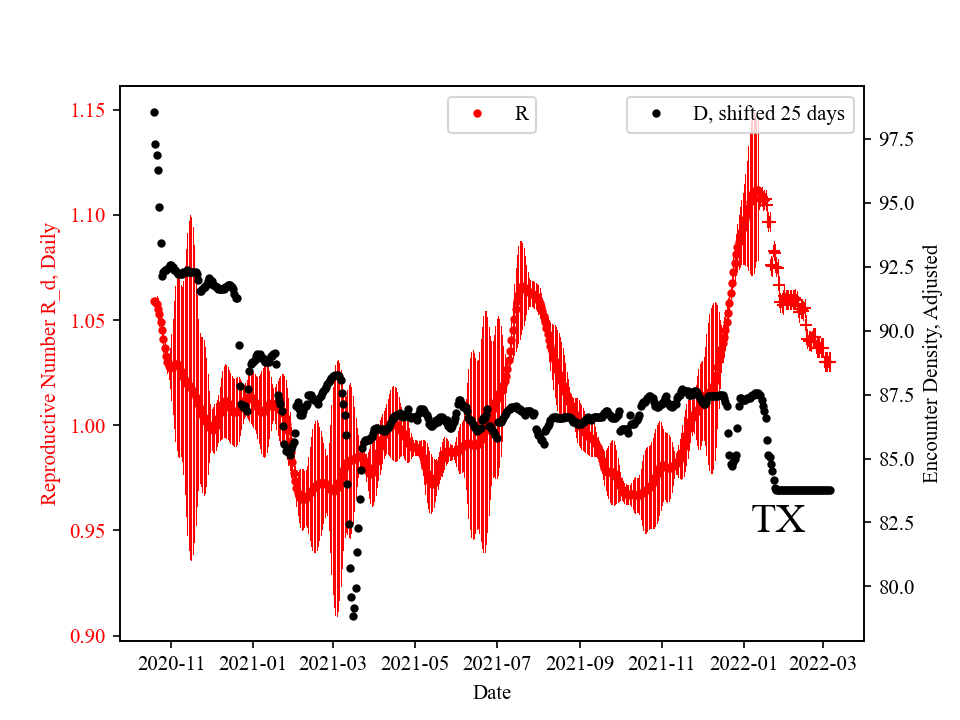 R
D, shifted 25 days
1.15
1.10
1.05
1.00
0.95
0.90
Reproductive Number R_d, Daily
97.5
95.0
92.5
90.0
87.5
85.0
82.5
80.0
Encounter Density, Adjusted
TX
2020-11 2021-01 2021-03 2021-05 2021-07 2021-09 2021-11 2022-01 2022-03
Date